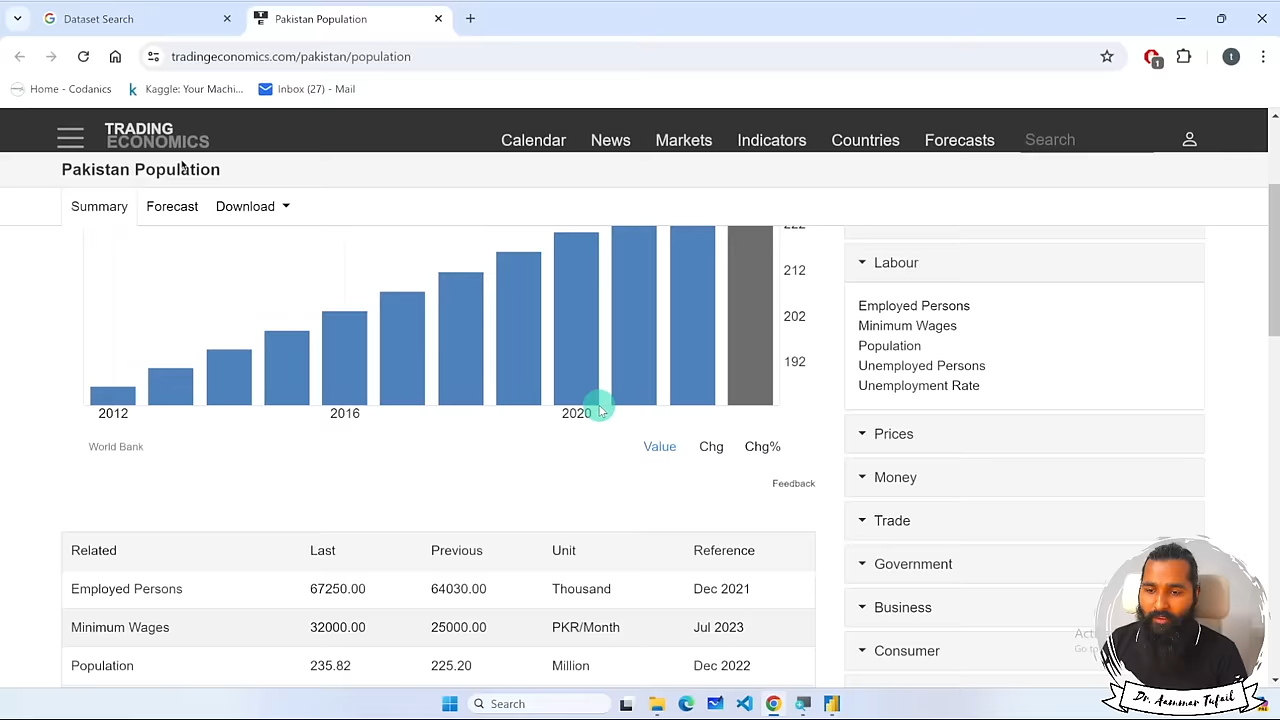 Dataset Search
Pakistan Population
tradingeconomics.com/pakistan/population
1
t
Home - Codanics
Kaggle: Your Machi...
Inbox (27) - Mail
TRADING
ECONOMICS
Calendar
News
Markets
Indicators
Countries
Forecasts
Search
Pakistan Population
Summary
Forecast
Download
222
212
202
192
2012
2016
2020
World Bank
Value
Chg
Chg%
Feedback
Related Last Previous Unit Reference
Employed Persons 67250.00 64030.00 Thousand Dec 2021
Minimum Wages 32000.00 25000.00 PKR/Month Jul 2023
Population 235.82 225.20 Million Dec 2022
Labour
Employed Persons
Minimum Wages
Population
Unemployed Persons
Unemployment Rate
Prices
Money
Trade
Government
Business
Consumer
Dr. Aammar Tufail
Search